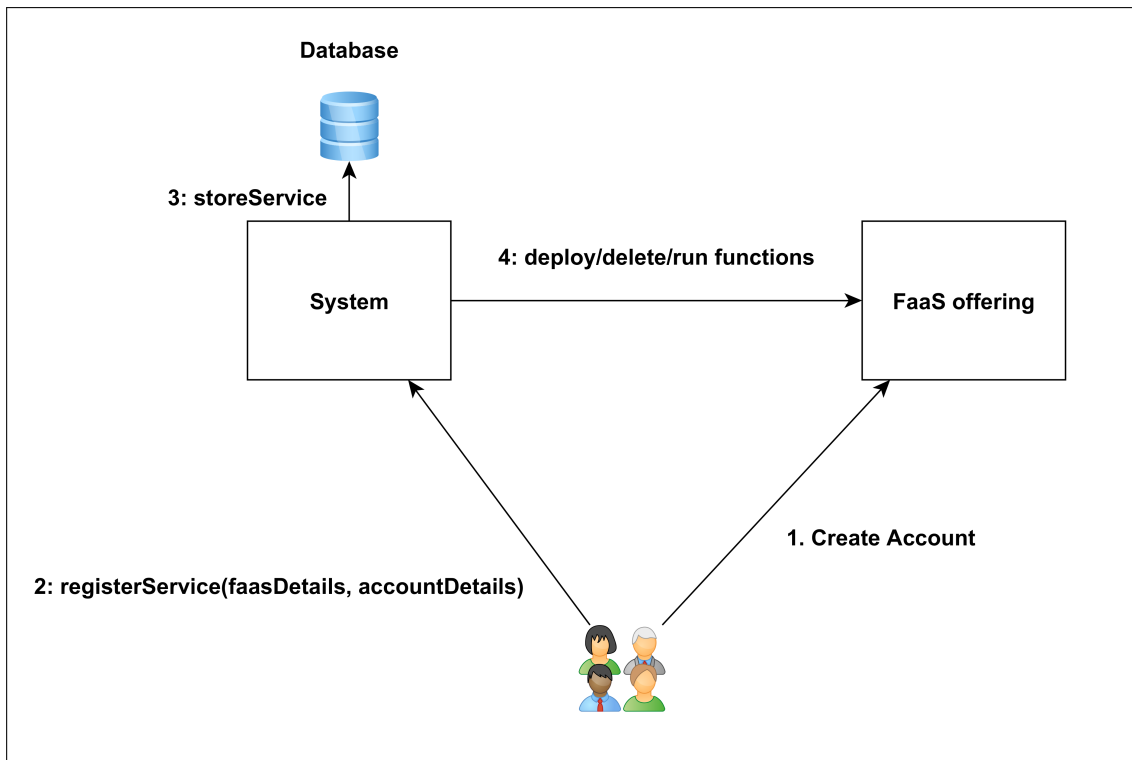 Database
3: storeService
4: deploy/delete/run functions
System
FaaS offering
1. Create Account
2: registerService(faasDetails, accountDetails)